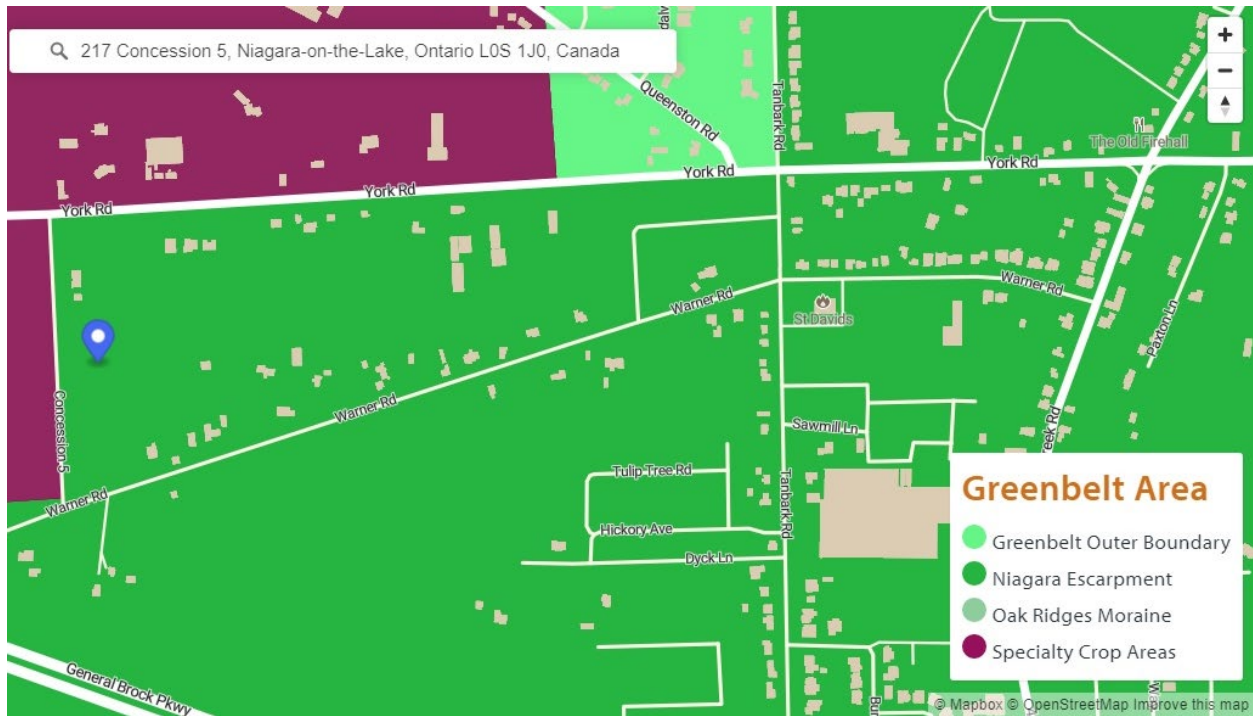 217 Concession 5, Niagara-on-the-Lake, Ontario L0S 1J0, Canada
Queenston Rd
Tanbark Rd
The Old Firehall
York Rd
York Rd
York Rd
York Rd
Warner Rd
Warner Rd
St Davids
Paxton Ln
Concession 5
Warner Rd
Sawmill Ln
Warner Rd
Tulip Tree Rd
Tanbark Rd
Hickory Ave
Dyck Ln
General Brock Pkwy
Greenbelt Area
Greenbelt Outer Boundary
Niagara Escarpment
Oak Ridges Moraine
Specialty Crop Areas
© Mapbox © OpenStreetMap Improve this map